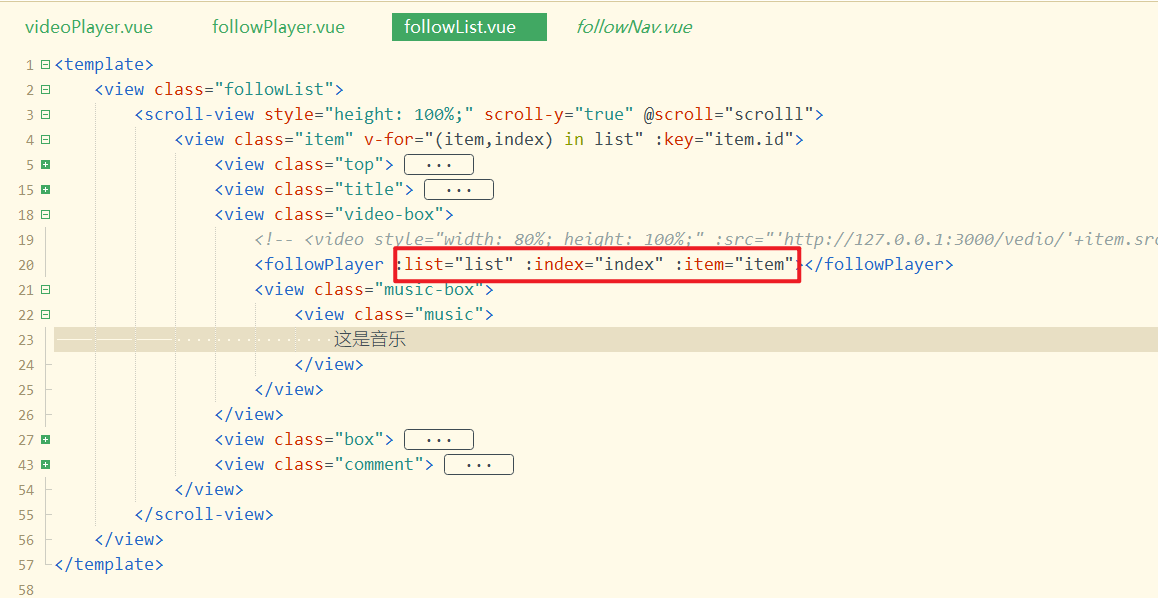 videoPlayer.vue followPlayer.vue followList.vue followNav.vue
1 <template>
2 <view class="followList">
3 <scroll-view style="height: 100%;" scroll-y="true" @scroll="scrolll">
4 <view class="item" v-for="(item,index) in list" :key="item.id">
5 <view class="top"> ...
15 <view class="title"> ...
18 <view class="video-box">
19 <!-- <video style="width: 80%; height: 100%;" :src="'http://127.0.0.1:3000/vedio/'+item.src
20 <followPlayer :list="list" :index="index" :item="item"></followPlayer>
21 <view class="music-box">
22 <view class="music">
23 这是音乐
24 </view>
25 </view>
26 </view>
27 <view class="box"> ...
43 <view class="comment"> ...
54 </view>
55 </scroll-view>
56 </view>
57 </template>
58